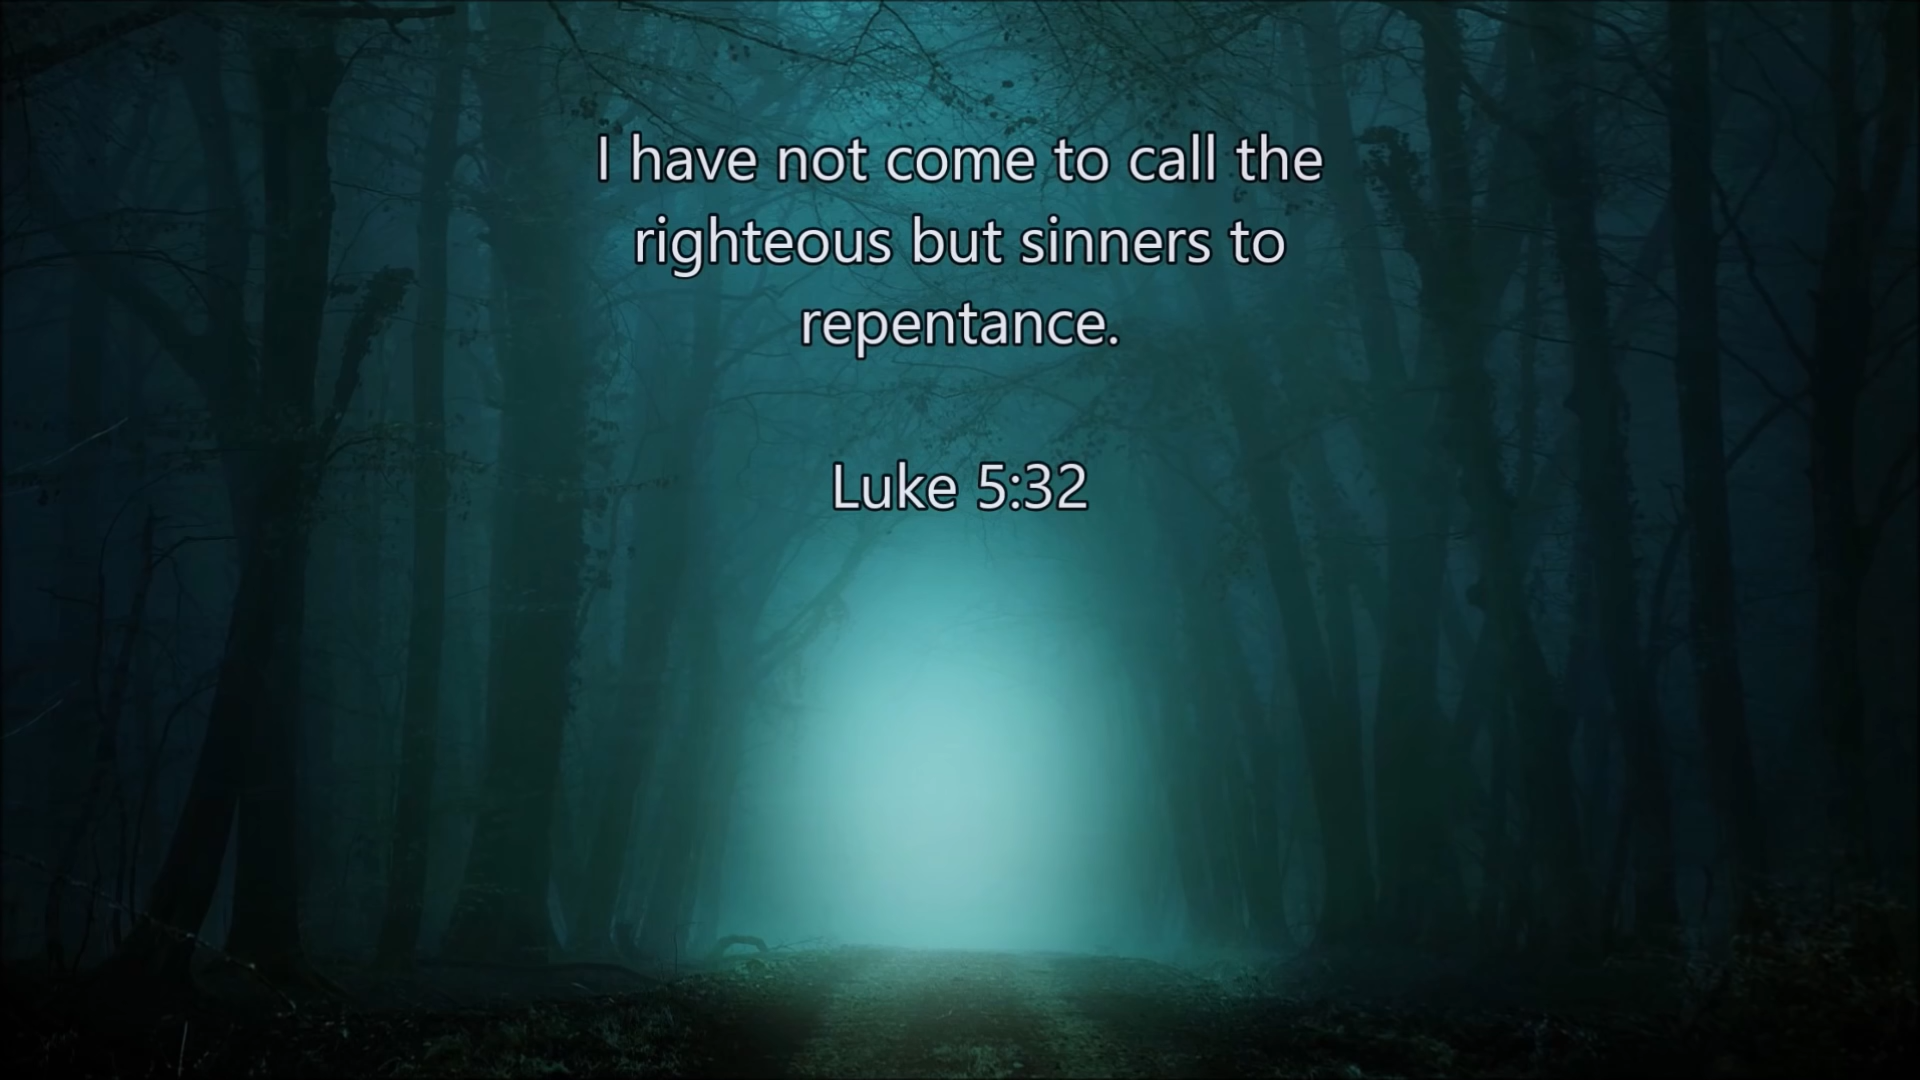 I have not come to call the
righteous but sinners to
repentance.
Luke 5:32